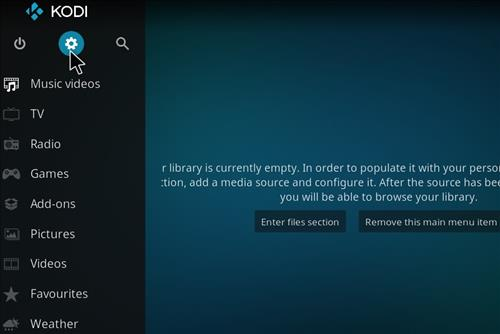 KODI
Music videos
TV
Radio
Games
Add-ons
Pictures
Videos
Favourites
Weather
r library is currently empty. In order to populate it with your person
ction, add a media source and configure it. After the source has bee
you will be able to browse your library.
Enter files section
Remove this main menu item